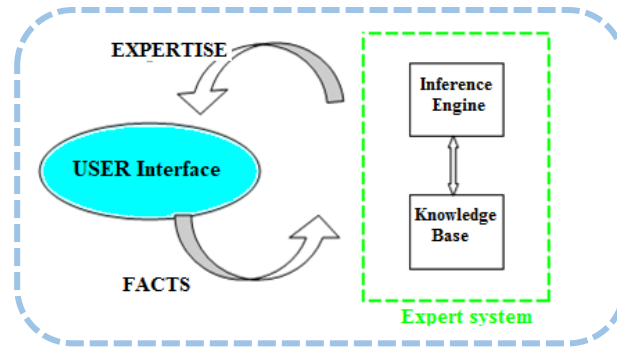 EXPERTISE
Inference
Engine
USER Interface
Knowledge
Base
FACTS
Expert system